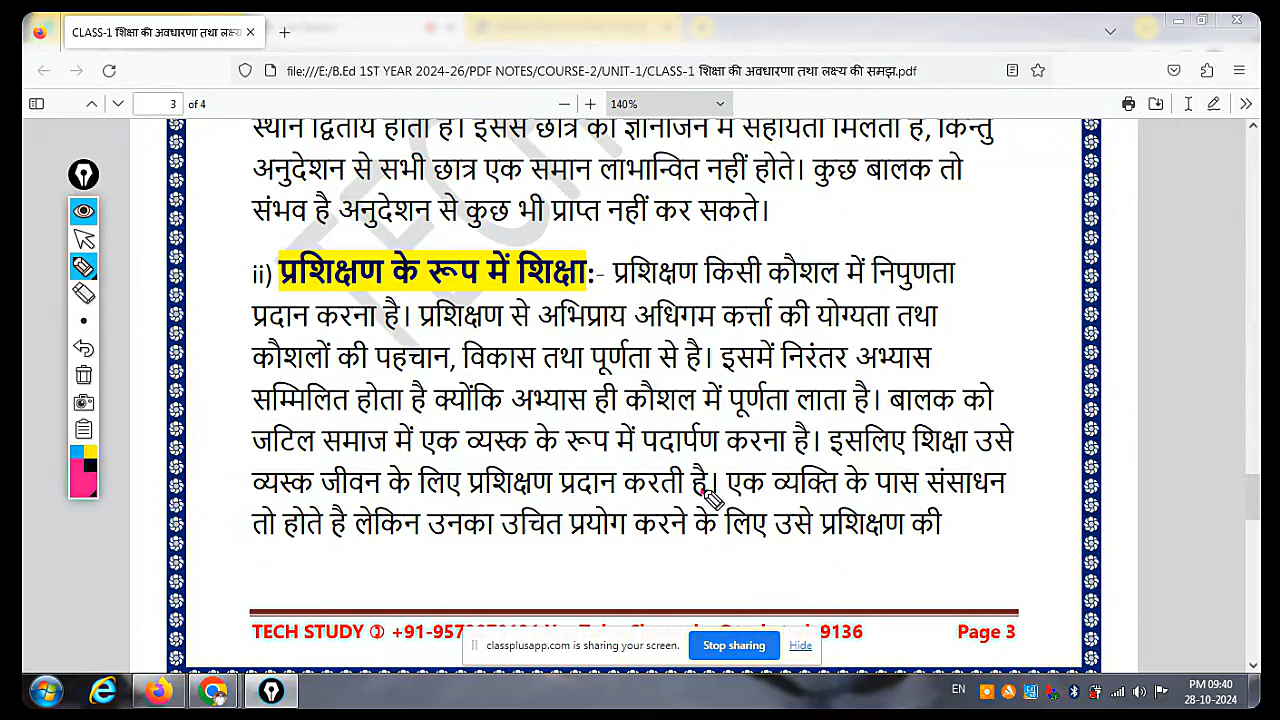 CLASS-1 शिक्षा की अवधारणा तथा लक्ष्य
file:///E:/B.Ed 1ST YEAR 2024-26/PDF NOTES/COURSE-2/UNIT-1/CLASS-1 शिक्षा की अवधारणा तथा लक्ष्य की समझ.pdf
3 of 4
140%
स्थान द्वितीय होता है। इससे छात्र को ज्ञानार्जन में सहायता मिलती है, किन्तु
अनुदेशन से सभी छात्र एक समान लाभान्वित नहीं होते। कुछ बालक तो
संभव है अनुदेशन से कुछ भी प्राप्त नहीं कर सकते।
ii) प्रशिक्षण के रूप में शिक्षा:- प्रशिक्षण किसी कौशल में निपुणता
प्रदान करना है। प्रशिक्षण से अभिप्राय अधिगम कर्त्ता की योग्यता तथा
कौशलों की पहचान, विकास तथा पूर्णता से है। इसमें निरंतर अभ्यास
सम्मिलित होता है क्योंकि अभ्यास ही कौशल में पूर्णता लाता है। बालक को
जटिल समाज में एक व्यस्क के रूप में पदार्पण करना है। इसलिए शिक्षा उसे
व्यस्क जीवन के लिए प्रशिक्षण प्रदान करती है। एक व्यक्ति के पास संसाधन
तो होते है लेकिन उनका उचित प्रयोग करने के लिए उसे प्रशिक्षण की
TECH STUDY 9136 Page 3
classplusapp.com is sharing your screen. Stop sharing Hide
EN
PM 09:40
28-10-2024